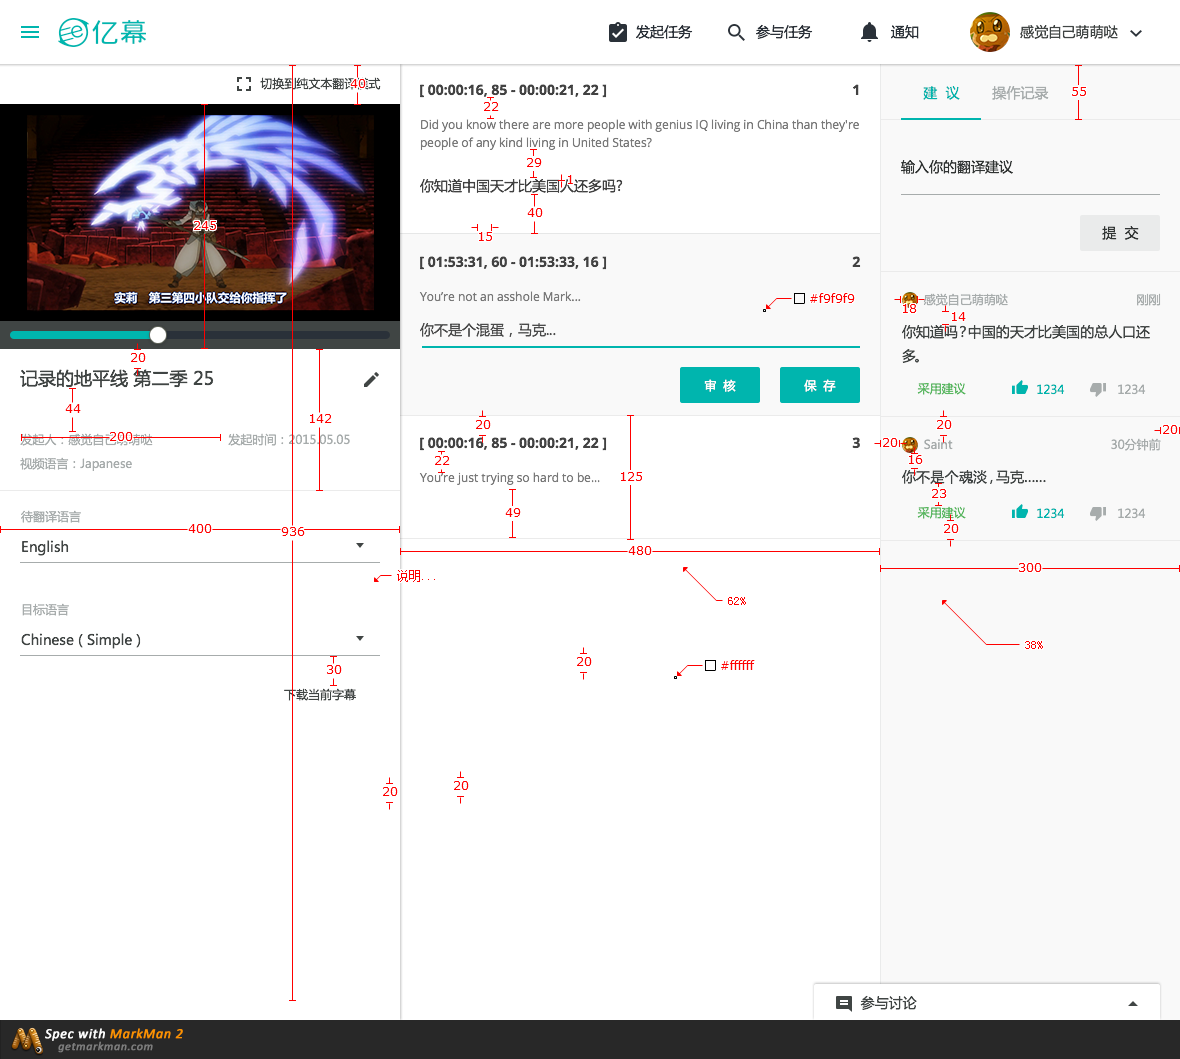 亿幕
发起任务
参与任务
通知
感觉自己萌萌哒
切换到纯文本翻译模式
40
245
实莉 第三第四小队交给你指挥了
20
记录的地平线 第二季 25
44
142
发起人：感觉自己萌萌哒
200
发起时间：2015.05.05
视频语言：Japanese
待翻译语言
400
936
English
说明...
目标语言
Chinese ( Simple )
30
下载当前字幕
20
[ 00:00:16, 85 - 00:00:21, 22 ]
1
22
Did you know there are more people with genius IQ living in China than they're
people of any kind living in United States?
29
1
你知道中国天才比美国人还多吗?
40
15
[ 01:53:31, 60 - 01:53:33, 16 ]
2
You're not an asshole Mark...
#f9f9f9
你不是个混蛋，马克...
审 核
保 存
20
[ 00:00:16, 85 - 00:00:21, 22 ]
3
22
You're just trying so hard to be...
125
49
480
62%
20
#ffffff
20
建 议
操作记录
55
输入你的翻译建议
提 交
感觉自己萌萌哒
刚刚
18
14
你知道吗?中国的天才比美国的总人口还
多。
采用建议
1234
1234
20
20
20
Saint
30分钟前
16
你不是个魂淡,马克......
23
采用建议
1234
1234
20
300
38%
参与讨论
Spec with MarkMan 2
getmarkman.com